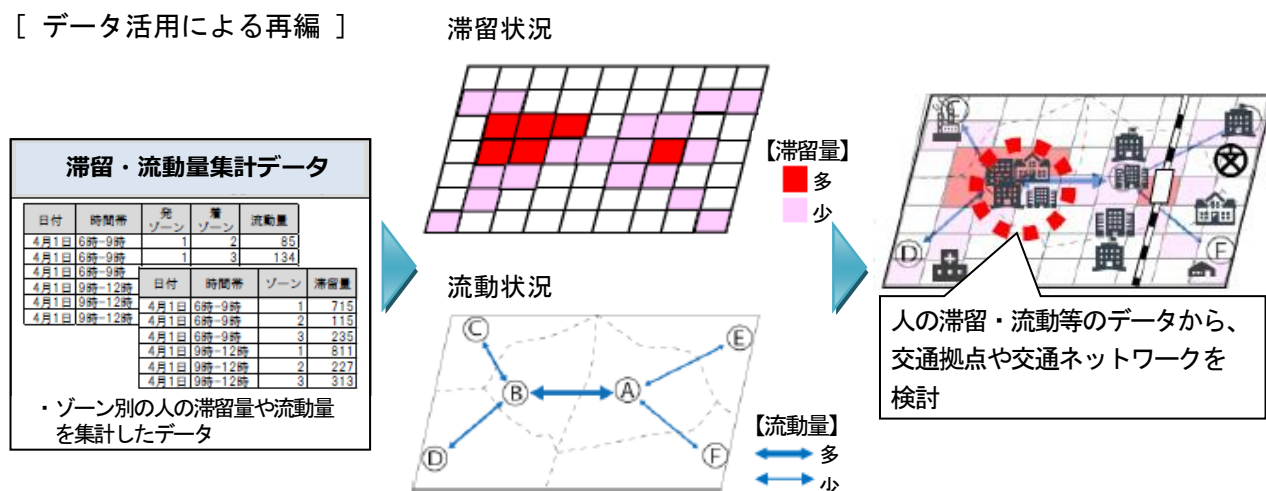 [ データ活用による再編 ]
滞留・流動量集計データ
日付 時間帯 発ゾーン 着ゾーン 流動量
4月1日 6時-9時 1 2 85
4月1日 6時-9時 1 3 134
4月1日 6時-9時
4月1日 9時-12時
4月1日 9時-12時
4月1日 9時-12時
日付 時間帯 ゾーン 滞留量
4月1日 6時-9時 1 715
4月1日 6時-9時 2 115
4月1日 6時-9時 3 235
4月1日 9時-12時 1 811
4月1日 9時-12時 2 227
4月1日 9時-12時 3 313
・ゾーン別の人の滞留量や流動量
を集計したデータ
滞留状況
【滞留量】
多
少
流動状況
C
E
B
A
D
F
【流動量】
多
少
D
F
人の滞留・流動等のデータから、
交通拠点や交通ネットワークを
検討